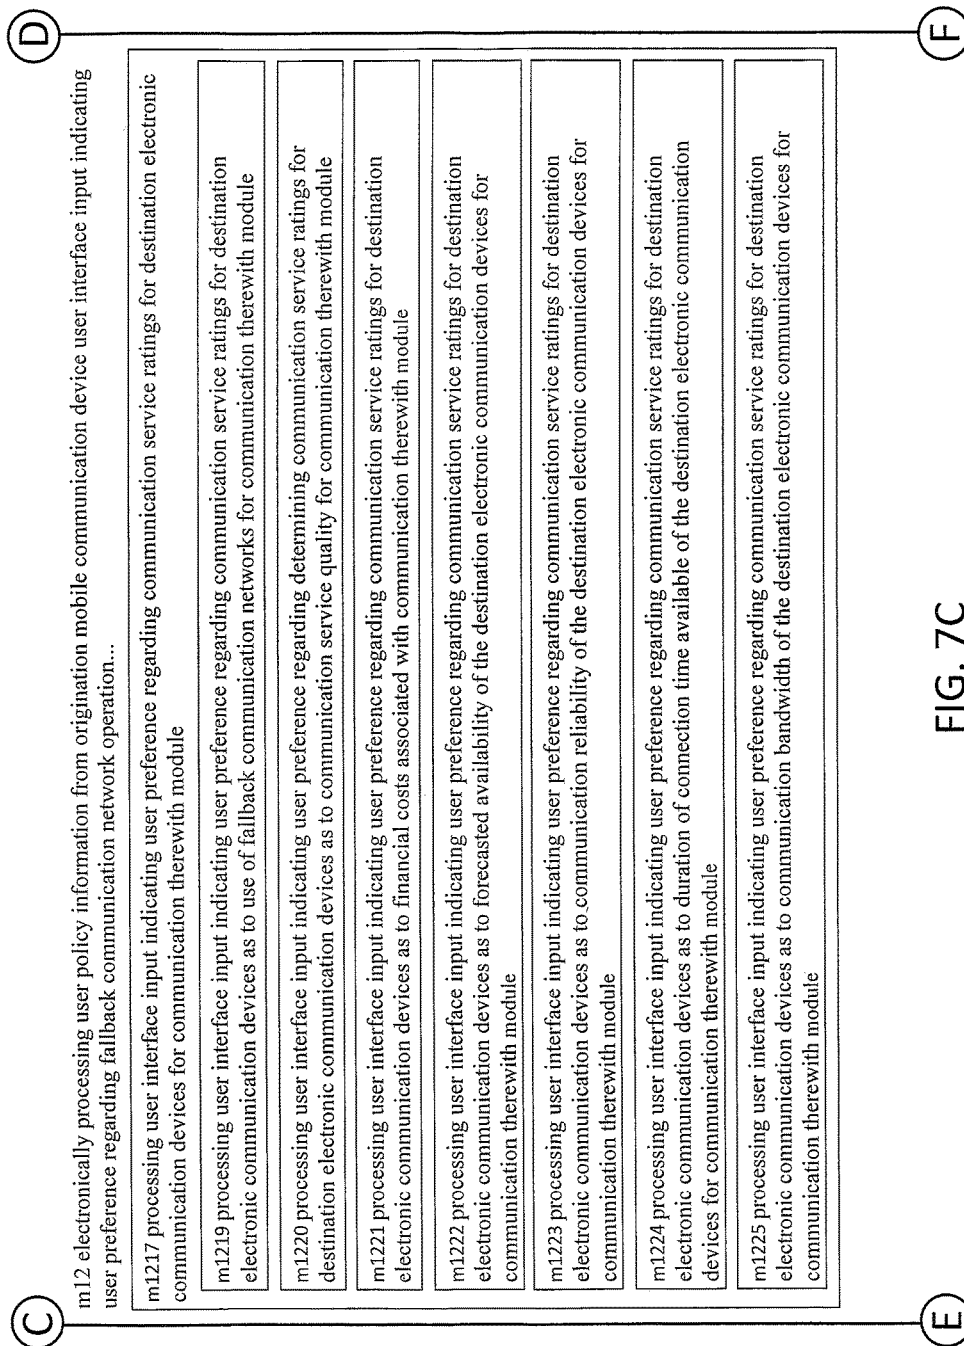 C
D
m12 electronically processing user policy information from origination mobile communication device user interface input indicating
user preference regarding fallback communication network operation...
m1217 processing user interface input indicating user preference regarding communication service ratings for destination electronic
communication devices for communication therewith module
m1219 processing user interface input indicating user preference regarding communication service ratings for destination
electronic communication devices as to use of fallback communication networks for communication therewith module
m1220 processing user interface input indicating user preference regarding determining communication service ratings for
destination electronic communication devices as to communication service quality for communication therewith module
m1221 processing user interface input indicating user preference regarding communication service ratings for destination
electronic communication devices as to financial costs associated with communication therewith module
m1222 processing user interface input indicating user preference regarding communication service ratings for destination
electronic communication devices as to forecasted availability of the destination electronic communication devices for
communication therewith module
m1223 processing user interface input indicating user preference regarding communication service ratings for destination
electronic communication devices as to communication reliability of the destination electronic communication devices for
communication therewith module
m1224 processing user interface input indicating user preference regarding communication service ratings for destination
electronic communication devices as to duration of connection time available of the destination electronic communication
devices for communication therewith module
m1225 processing user interface input indicating user preference regarding communication service ratings for destination
electronic communication devices as to communication bandwidth of the destination electronic communication devices for
communication therewith module
E
F
FIG. 7C